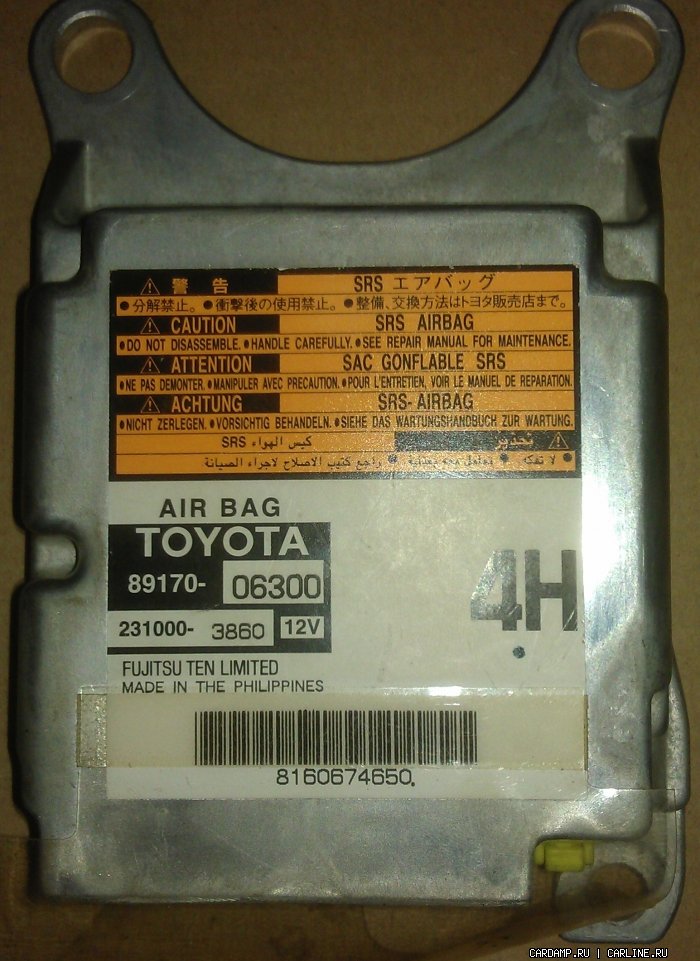 ⚠ 警告 SRS エアバッグ
●分解禁止。●衝撃後の使用禁止。●整備、交換方法はトヨタ販売店まで。
⚠ CAUTION SRS AIRBAG
●DO NOT DISASSEMBLE. ●HANDLE CAREFULLY. ●SEE REPAIR MANUAL FOR MAINTENANCE.
⚠ ATTENTION SAC GONFLABLE SRS
●NE PAS DEMONTER. ●MANIPULER AVEC PRECAUTION. ●POUR L'ENTRETIEN, VOIR LE MANUEL DE REPARATION.
⚠ ACHTUNG SRS-AIRBAG
●NICHT ZERLEGEN. ●VORSICHTIG BEHANDELN. ●SIEHE DAS WARTUNGSHANDBUCH ZUR WARTUNG.
⚠ تحذير كيس الهواء SRS
● لا تفكه ● ● راجع كتيب الاصلاح لاجراء الصيانة
AIR BAG
TOYOTA
89170- 06300
4H
231000- 3860 12V
FUJITSU TEN LIMITED
MADE IN THE PHILIPPINES
8160674650.
CARDAMP.RU | CARLINE.RU